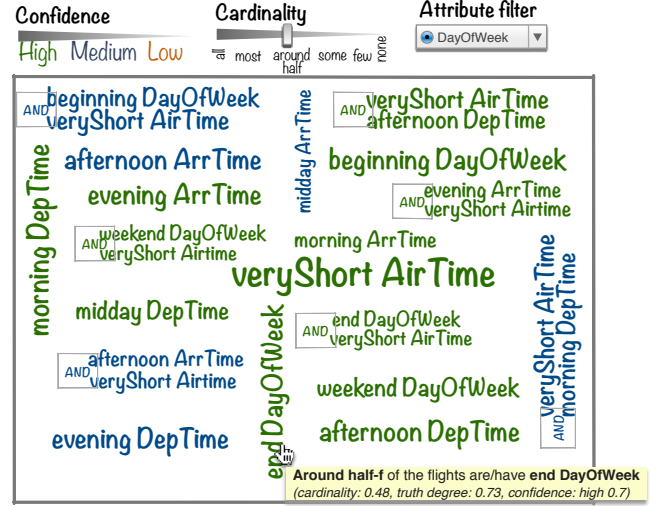 Confidence
High Medium Low
Cardinality
all most around half some few none
Attribute filter
DayOfWeek
AND beginning DayOfWeek
veryShort AirTime
midday ArrTime
AND veryShort AirTime
afternoon DepTime
afternoon ArrTime
beginning DayOfWeek
morning DepTime
evening ArrTime
AND evening ArrTime
veryShort Airtime
AND weekend DayOfWeek
veryShort Airtime
morning ArrTime
veryShort AirTime
midday DepTime
end DayOfWeek
AND end DayOfWeek
veryShort AirTime
AND veryShort AirTime
morning DepTime
AND afternoon ArrTime
veryShort Airtime
weekend DayOfWeek
evening DepTime
afternoon DepTime
Around half-f of the flights are/have end DayOfWeek
(cardinality: 0.48, truth degree: 0.73, confidence: high 0.7)